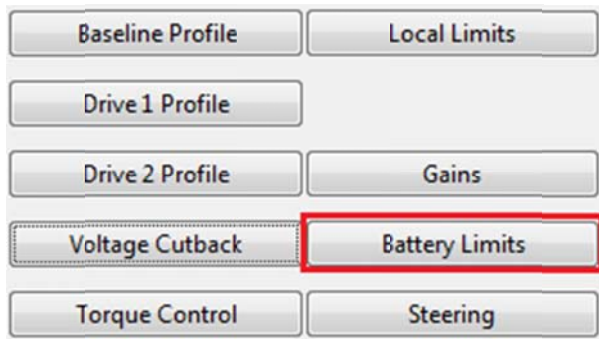 Baseline Profile Local Limits
Drive 1 Profile
Drive 2 Profile Gains
Voltage Cutback Battery Limits
Torque Control Steering